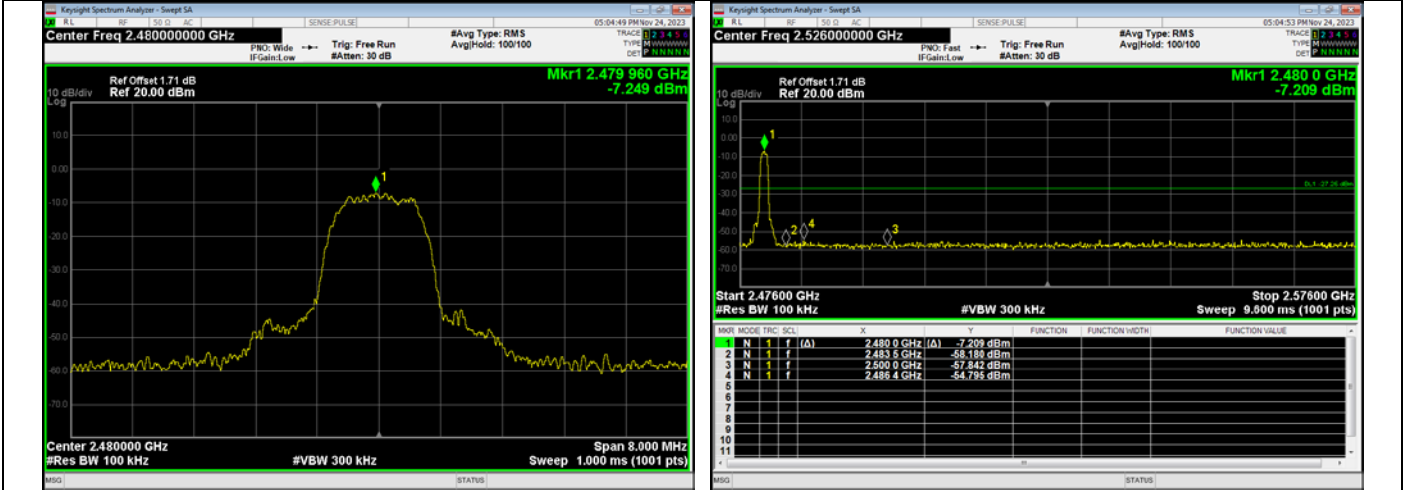 Keysight Spectrum Analyzer - Swept SA
RL RF 50 Ω AC SENSE:PULSE 05:04:49 PM Nov 24, 2023
Center Freq 2.480000000 GHz
#Avg Type: RMS
TRACE 1 2 3 4 5 6
PNO: Wide Trig: Free Run Avg|Hold: 100/100
TYPE M WWWWW
IFGain:Low #Atten: 30 dB
DET P N N N N N
Mkr1 2.479 960 GHz
-7.249 dBm
Ref Offset 1.71 dB
10 dB/div Ref 20.00 dBm
Log
10.0
0.00
-10.0
-20.0
-30.0
-40.0
-50.0
-60.0
-70.0
1
Center 2.480000 GHz Span 8.000 MHz
#Res BW 100 kHz #VBW 300 kHz Sweep 1.000 ms (1001 pts)
MSG STATUS
Keysight Spectrum Analyzer - Swept SA
RL RF 50 Ω AC SENSE:PULSE 05:04:53 PM Nov 24, 2023
Center Freq 2.526000000 GHz
#Avg Type: RMS
TRACE 1 2 3 4 5 6
PNO: Fast Trig: Free Run Avg|Hold: 100/100
TYPE M WWWWW
IFGain:Low #Atten: 30 dB
DET P N N N N N
Mkr1 2.480 0 GHz
-7.209 dBm
Ref Offset 1.71 dB
10 dB/div Ref 20.00 dBm
Log
10.0
0.00
-10.0
-20.0
-30.0
-40.0
-50.0
-60.0
-70.0
1
DL1 -27.25 dBm
2 4 3
Start 2.47600 GHz Stop 2.57600 GHz
#Res BW 100 kHz #VBW 300 kHz Sweep 9.600 ms (1001 pts)
MKR MODE TRC SCL X Y FUNCTION FUNCTION WIDTH FUNCTION VALUE
1 N 1 f (Δ) 2.480 0 GHz (Δ) -7.209 dBm
2 N 1 f 2.483 5 GHz -58.180 dBm
3 N 1 f 2.500 0 GHz -57.842 dBm
4 N 1 f 2.486 4 GHz -54.795 dBm
5
6
7
8
9
10
11
MSG STATUS